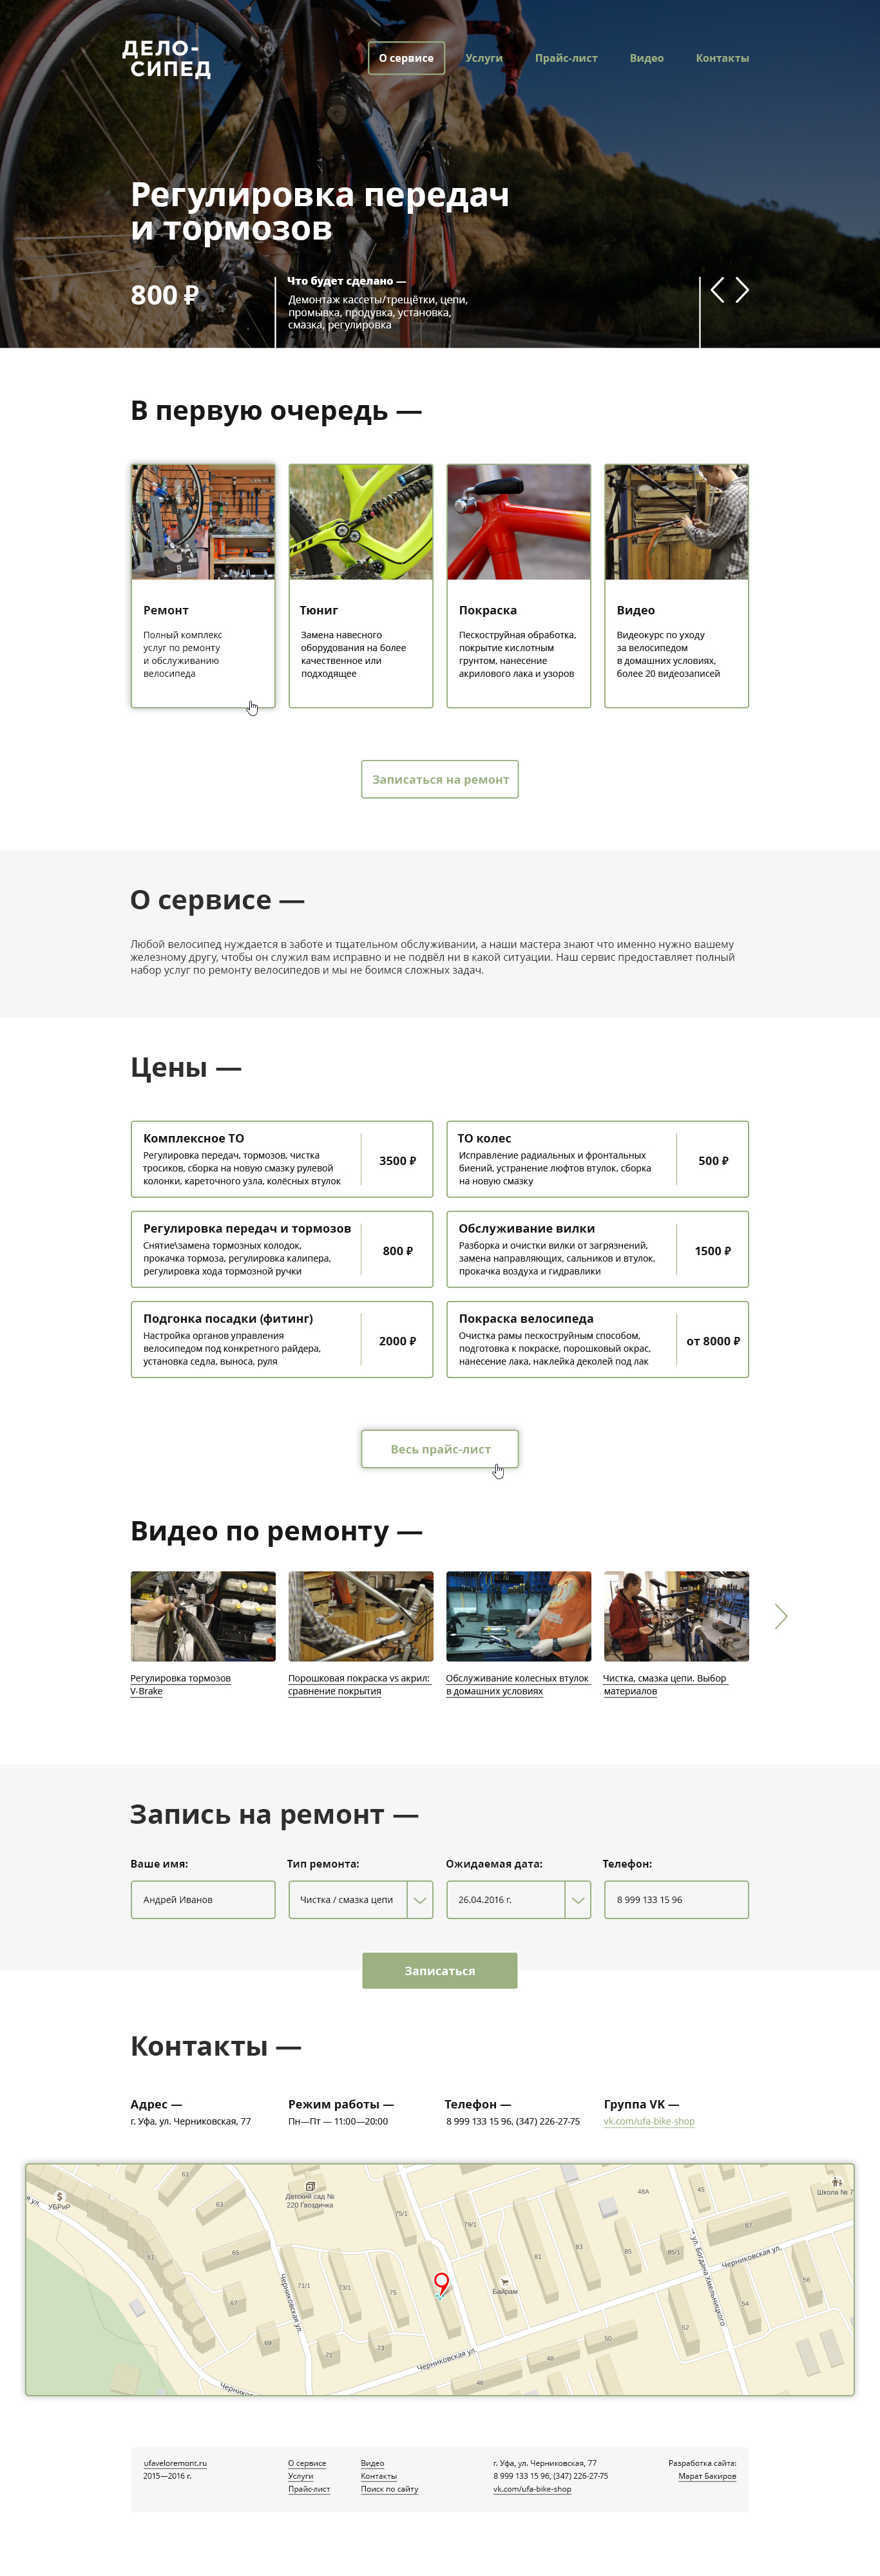 ДЕЛО-
СИПЕД
О сервисе
Услуги
Прайс-лист
Видео
Контакты
Регулировка передач
и тормозов
800 ₽
Что будет сделано —
Демонтаж кассеты/трещётки, цепи,
промывка, продувка, установка,
смазка, регулировка
В первую очередь —
Ремонт
Полный комплекс
услуг по ремонту
и обслуживанию
велосипеда
Тюниг
Замена навесного
оборудования на более
качественное или
подходящее
Покраска
Пескоструйная обработка,
покрытие кислотным
грунтом, нанесение
акрилового лака и узоров
Видео
Видеокурс по уходу
за велосипедом
в домашних условиях,
более 20 видеозаписей
Записаться на ремонт
О сервисе —
Любой велосипед нуждается в заботе и тщательном обслуживании, а наши мастера знают что именно нужно вашему
железному другу, чтобы он служил вам исправно и не подвёл ни в какой ситуации. Наш сервис предоставляет полный
набор услуг по ремонту велосипедов и мы не боимся сложных задач.
Цены —
Комплексное ТО
Регулировка передач, тормозов, чистка
тросиков, сборка на новую смазку рулевой
колонки, кареточного узла, колёсных втулок
3500 ₽
ТО колес
Исправление радиальных и фронтальных
биений, устранение люфтов втулок, сборка
на новую смазку
500 ₽
Регулировка передач и тормозов
Снятие\замена тормозных колодок,
прокачка тормоза, регулировка калипера,
регулировка хода тормозной ручки
800 ₽
Обслуживание вилки
Разборка и очистки вилки от загрязнений,
замена направляющих, сальников и втулок,
прокачка воздуха и гидравлики
1500 ₽
Подгонка посадки (фитинг)
Настройка органов управления
велосипедом под конкретного райдера,
установка седла, выноса, руля
2000 ₽
Покраска велосипеда
Очистка рамы пескоструйным способом,
подготовка к покраске, порошковый окрас,
нанесение лака, наклейка деколей под лак
от 8000 ₽
Весь прайс-лист
Видео по ремонту —
Регулировка тормозов
V-Brake
Порошковая покраска vs акрил:
сравнение покрытия
Обслуживание колесных втулок
в домашних условиях
Чистка, смазка цепи. Выбор
материалов
Запись на ремонт —
Ваше имя:
Тип ремонта:
Ожидаемая дата:
Телефон:
Андрей Иванов
Чистка / смазка цепи
26.04.2016 г.
8 999 133 15 96
Записаться
Контакты —
Адрес —
г. Уфа, ул. Черниковская, 77
Режим работы —
Пн—Пт — 11:00—20:00
Телефон —
8 999 133 15 96, (347) 226-27-75
Группа VK —
vk.com/ufa-bike-shop
я ул.
УБРиР
61
63
51
65
67
69
Детский сад №
220 Гвоздичка
71/1
73/1
75
71
73
75/1
79/1
Байрам
81
83
85
85/1
48А
45
87
Школа № 7
56
54
52
50
48
46
Черниковская ул.
Черниковская ул.
Черниковская ул.
ул. Богдана Хмельницкого
Черников
ufaveloremont.ru
2015—2016 г.
О сервисе
Услуги
Прайс-лист
Видео
Контакты
Поиск по сайту
г. Уфа, ул. Черниковская, 77
8 999 133 15 96, (347) 226-27-75
vk.com/ufa-bike-shop
Разработка сайта:
Марат Бакиров